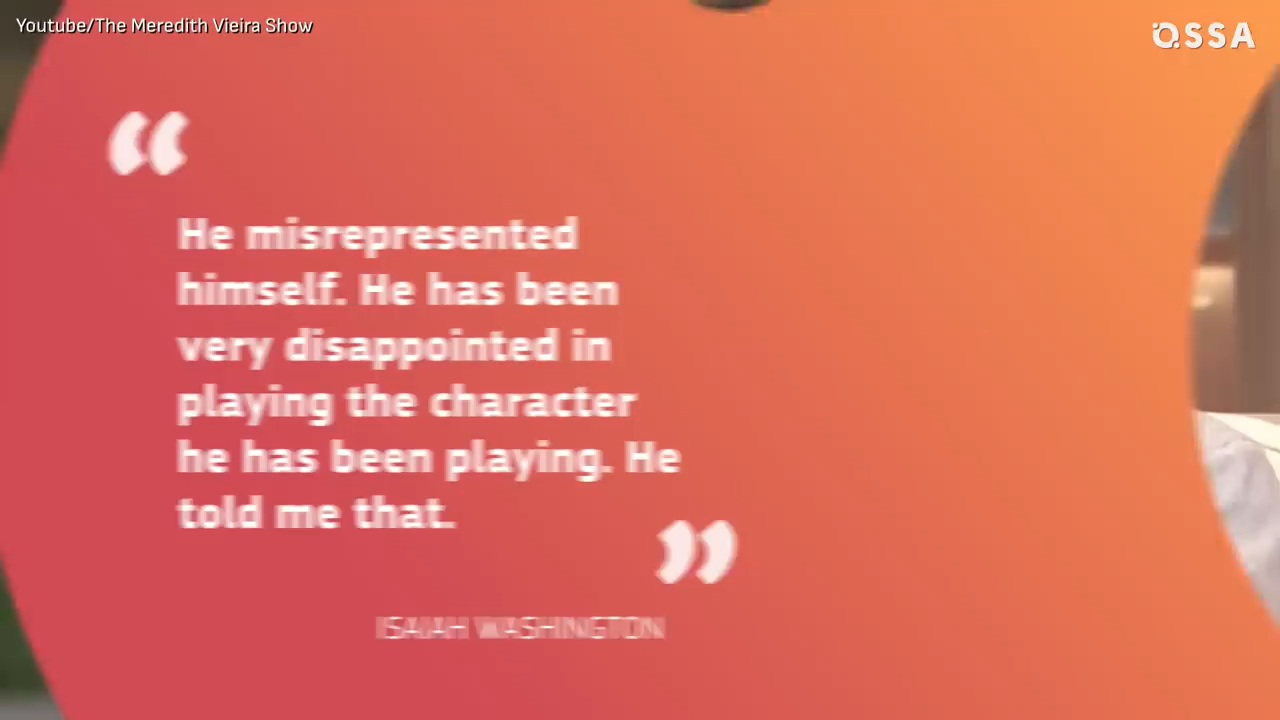 Youtube/The Meredith Vieira Show
OSSA
“
He misrepresented
himself. He has been
very disappointed in
playing the character
he has been playing. He
told me that.
”
ISAIAH WASHINGTON